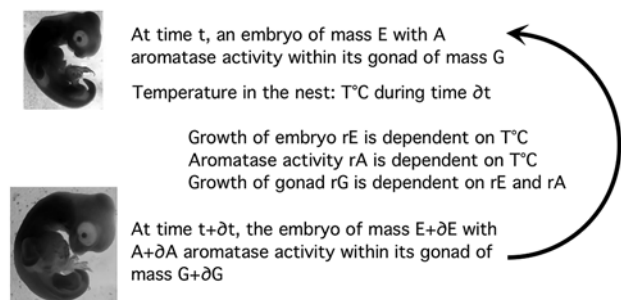 At time t, an embryo of mass E with A
aromatase activity within its gonad of mass G
Temperature in the nest: T°C during time ∂t
Growth of embryo rE is dependent on T°C
Aromatase activity rA is dependent on T°C
Growth of gonad rG is dependent on rE and rA
At time t+∂t, the embryo of mass E+∂E with
A+∂A aromatase activity within its gonad of
mass G+∂G